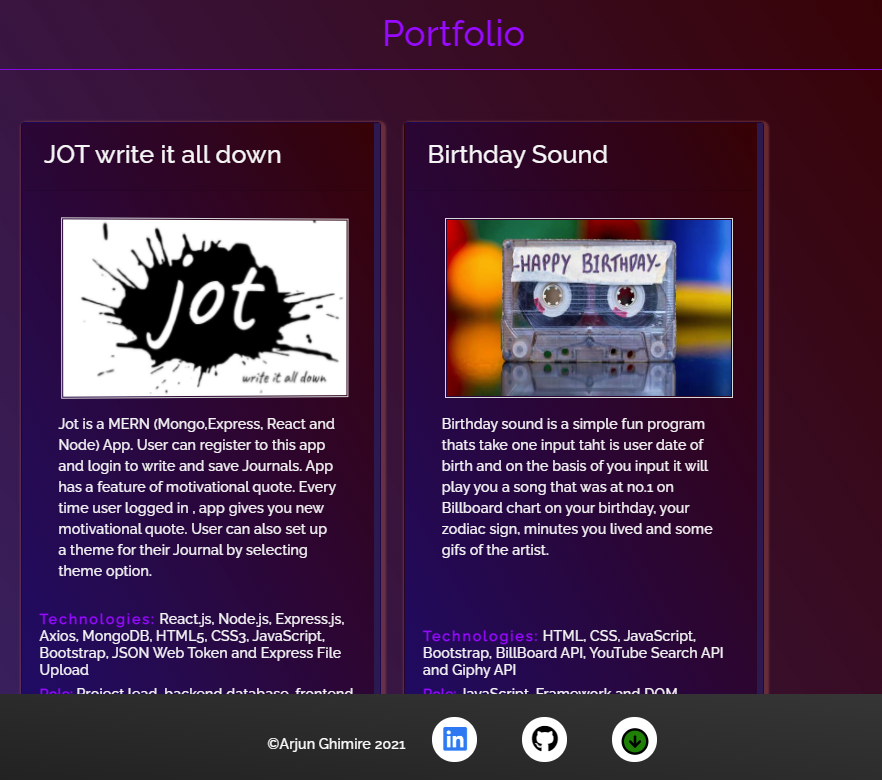 Portfolio
JOT write it all down
jot
write it all down
Jot is a MERN (Mongo,Express, React and
Node) App. User can register to this app
and login to write and save Journals. App
has a feature of motivational quote. Every
time user logged in , app gives you new
motivational quote. User can also set up
a theme for their Journal by selecting
theme option.
Technologies: React.js, Node.js, Express.js,
Axios, MongoDB, HTML5, CSS3, JavaScript,
Bootstrap, JSON Web Token and Express File
Upload
Role: Project lead, backend database, frontend
Birthday Sound
-HAPPY BIRTHDAY-
Birthday sound is a simple fun program
thats take one input taht is user date of
birth and on the basis of you input it will
play you a song that was at no.1 on
Billboard chart on your birthday, your
zodiac sign, minutes you lived and some
gifs of the artist.
Technologies: HTML, CSS, JavaScript,
Bootstrap, BillBoard API, YouTube Search API
and Giphy API
Role: JavaScript, Framework and DOM
©Arjun Ghimire 2021
in